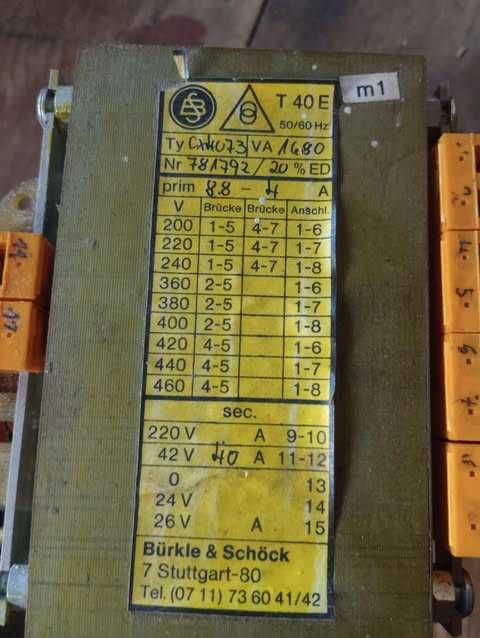 T 40 E
m1
50/60 Hz
VA 1680
Nr 781792/20 % ED
prim 8.8 - 4 A
V Brücke Brücke Anschl.
200 1-5 4-7 1-6
220 1-5 4-7 1-7
240 1-5 4-7 1-8
360 2-5 1-6
380 2-5 1-7
400 2-5 1-8
420 4-5 1-6
440 4-5 1-7
460 4-5 1-8
sec.
220 V A 9-10
42 V 40 A 11-12
0 13
24 V 14
26 V A 15
Bürkle & Schöck
7 Stuttgart-80
Tel. (07 11) 73 60 41/42